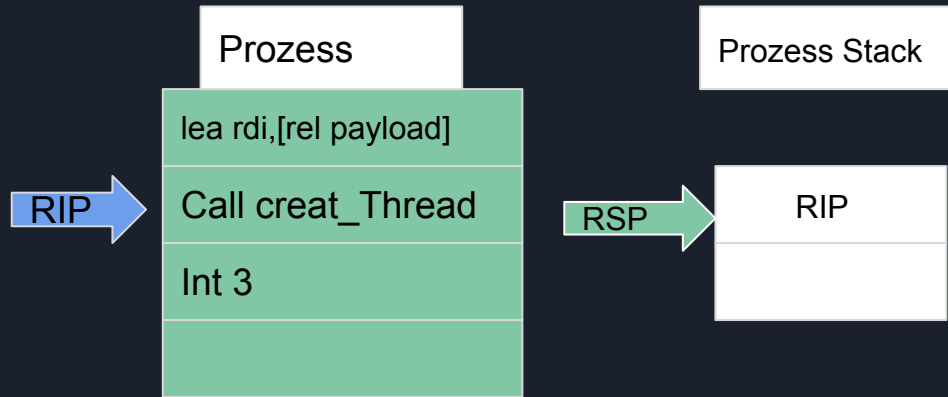 Prozess
Prozess Stack
lea rdi,[rel payload]
RIP
Call creat_Thread
RSP
RIP
Int 3